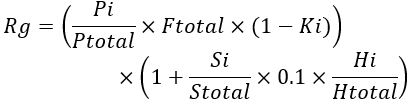 Rg = (Pi/Ptotal × Ftotal × (1 − Ki))
× (1 + Si/Stotal × 0.1 × Hi/Htotal)